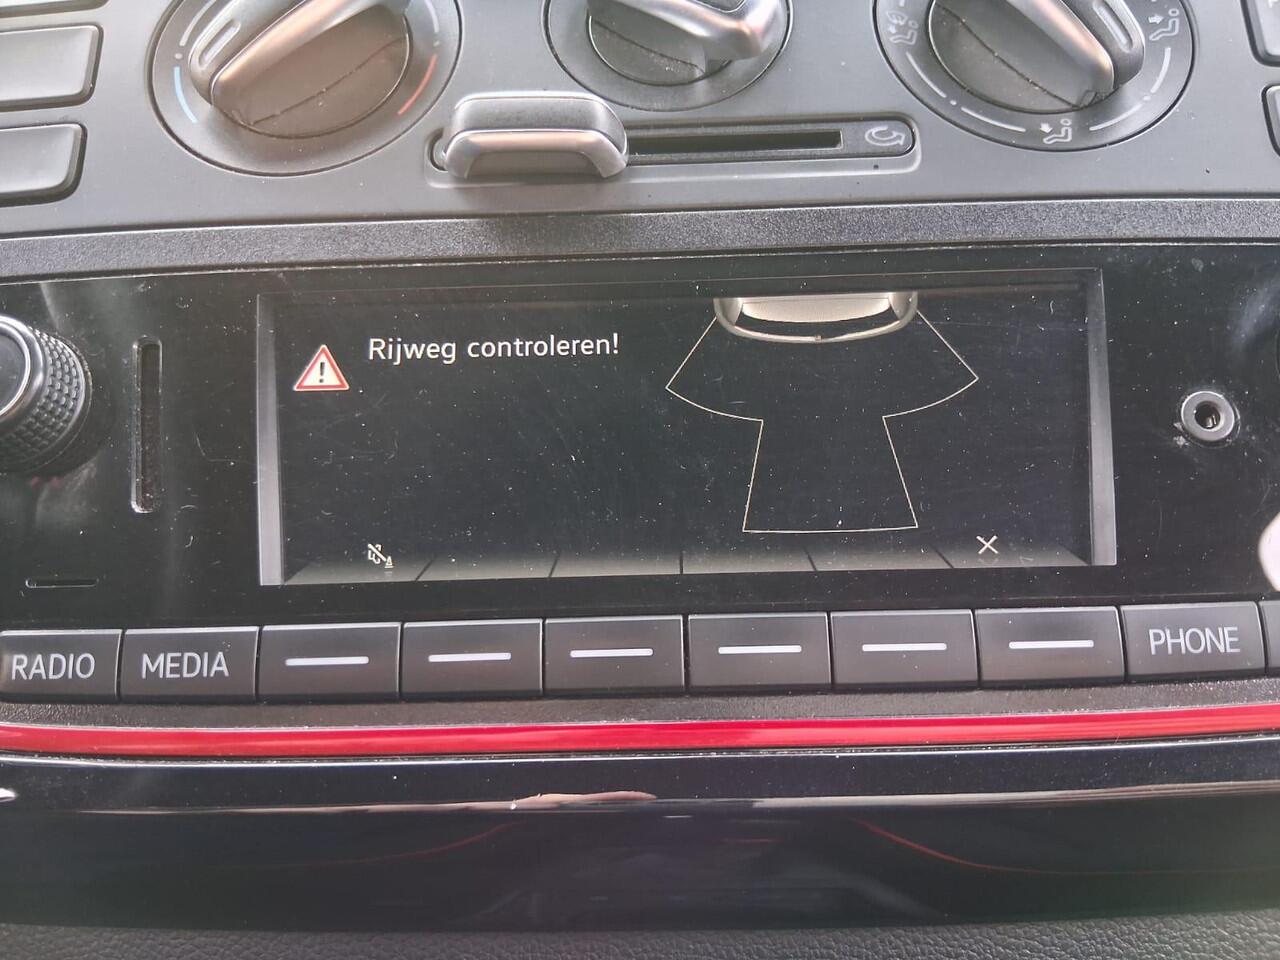 Rijweg controleren!
RADIO
MEDIA
PHONE